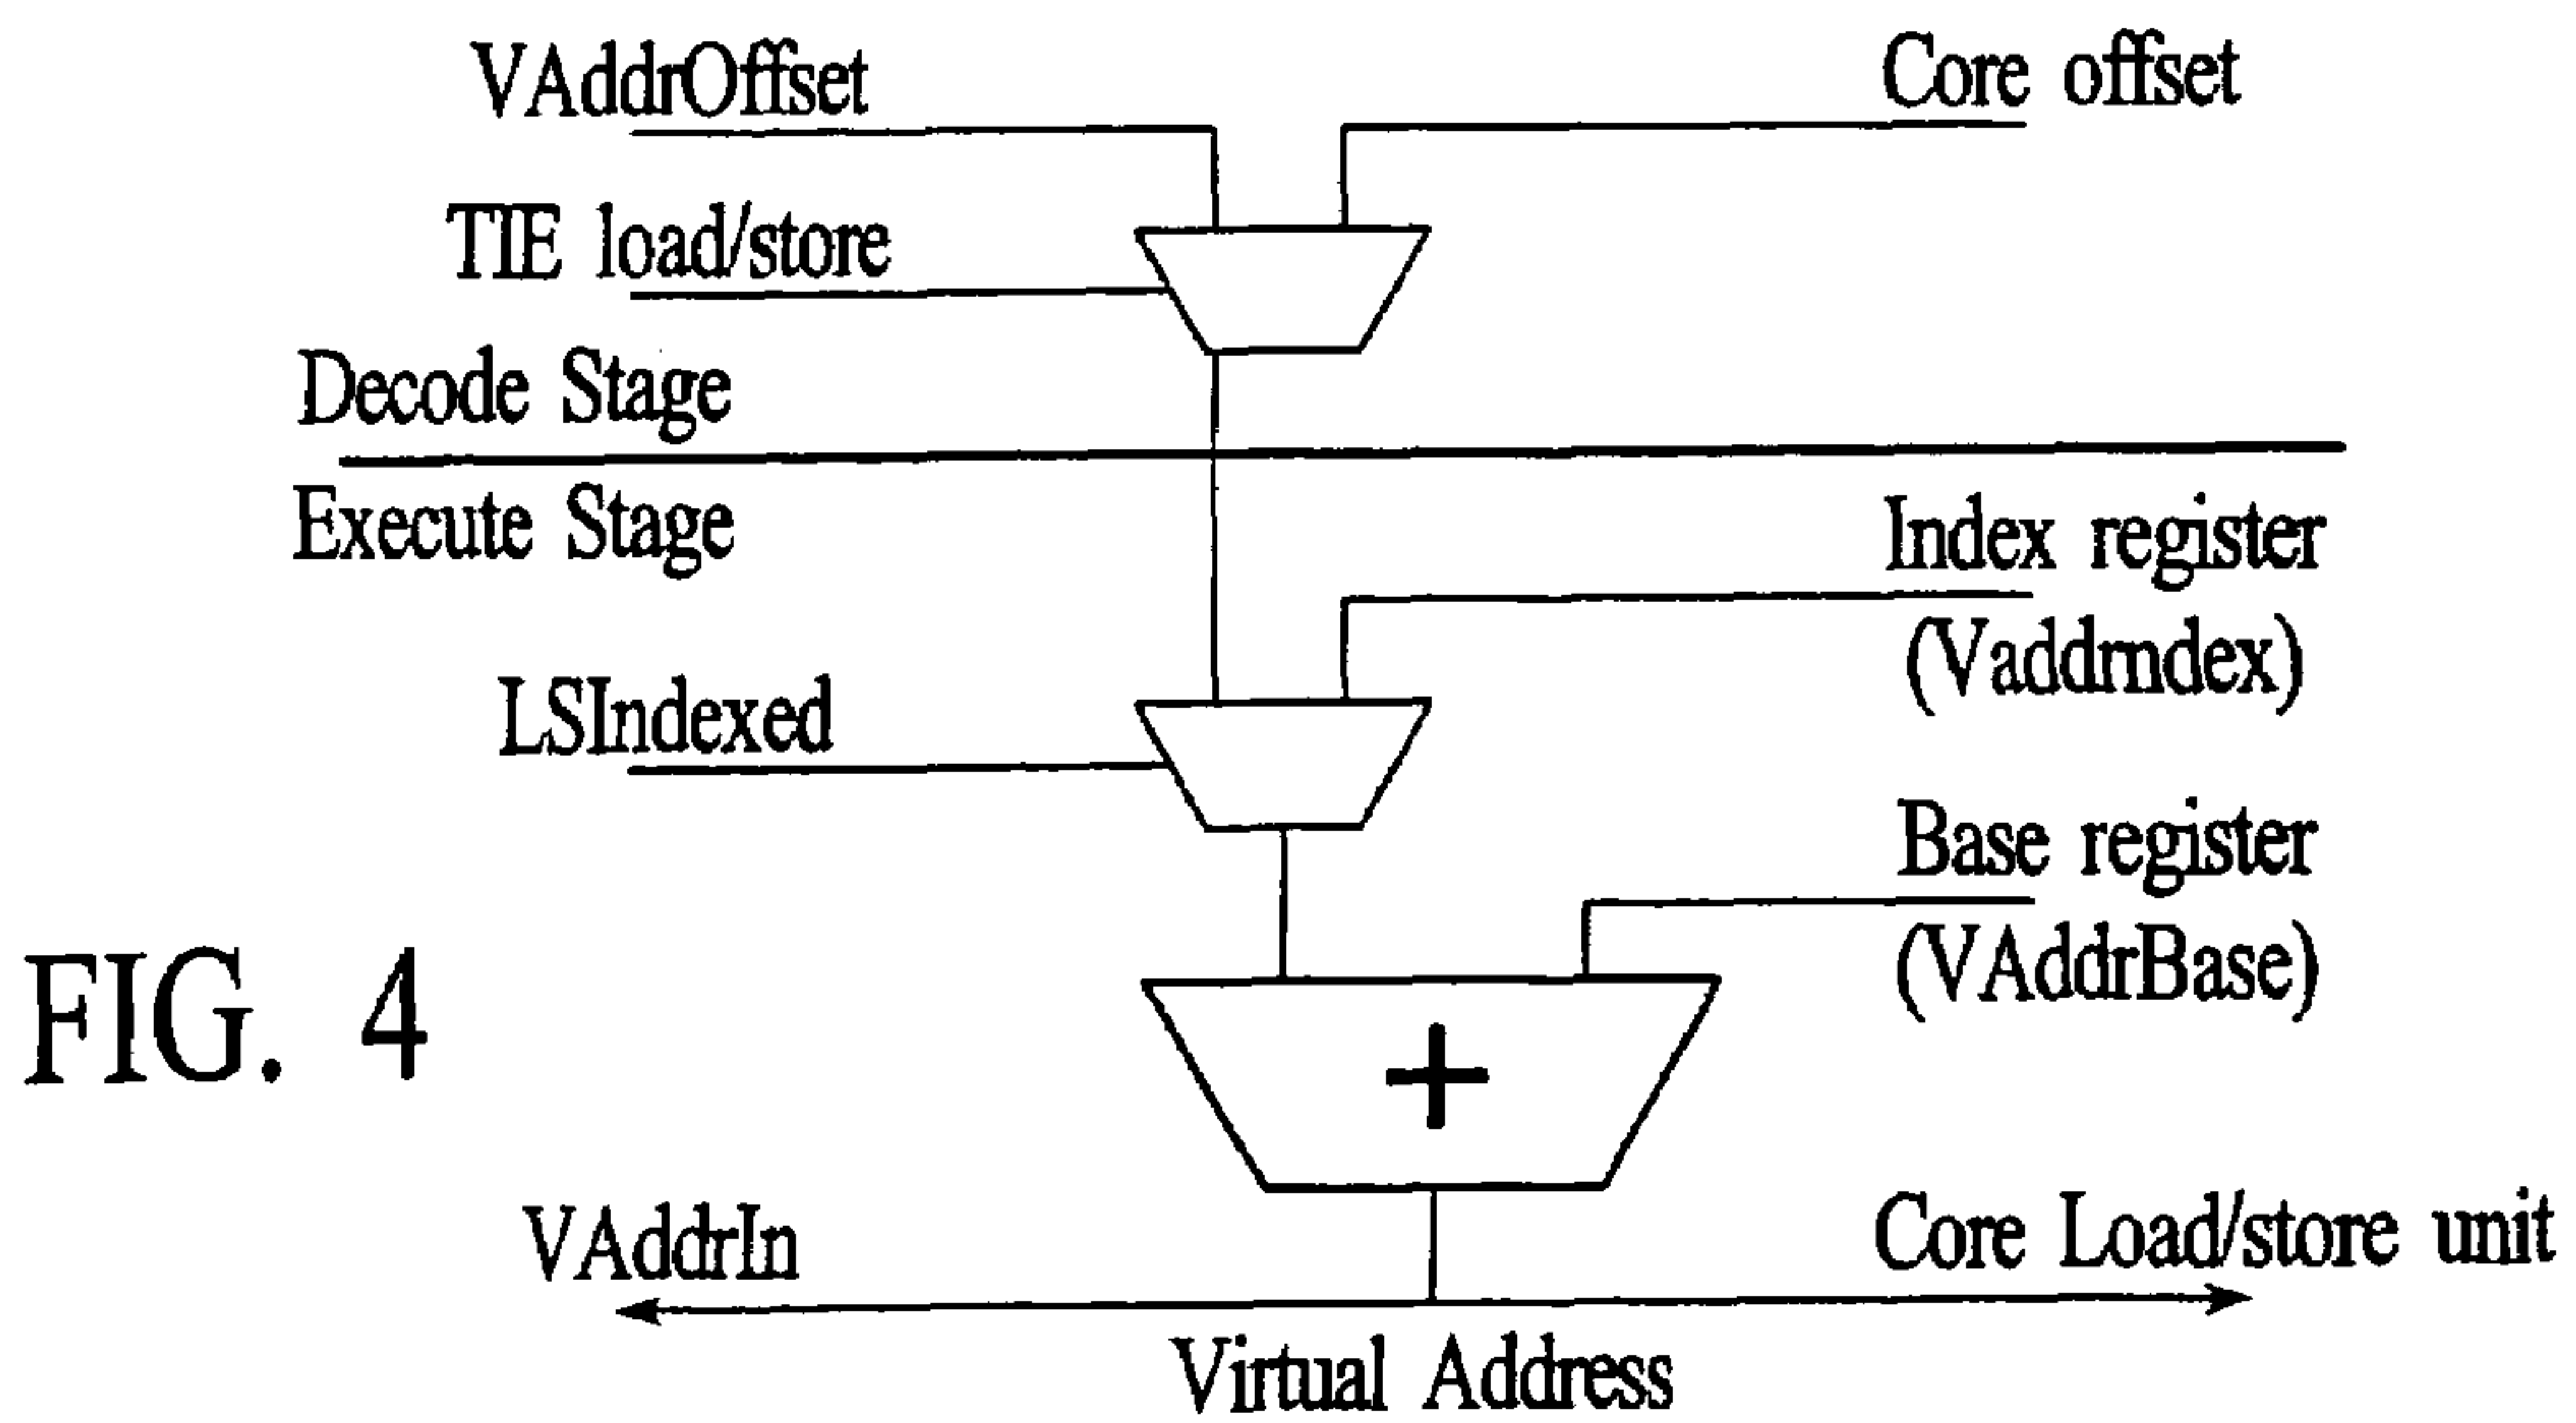 VAddrOffset
Core offset
TIE load/store
Decode Stage
Execute Stage
Index register
(Vaddrndex)
LSIndexed
Base register
(VAddrBase)
+
FIG. 4
VAddrIn
Core Load/store unit
Virtual Address